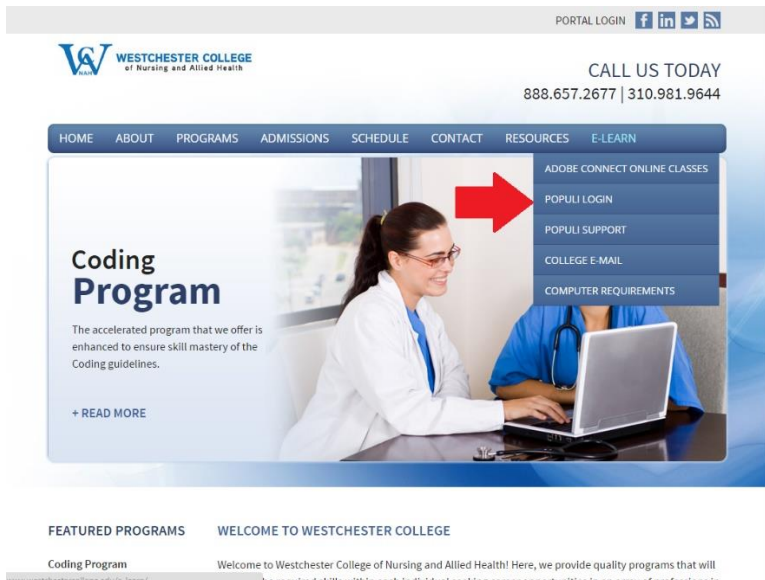 PORTAL LOGIN
WESTCHESTER COLLEGE
of Nursing and Allied Health
CALL US TODAY
888.657.2677 | 310.981.9644
HOME ABOUT PROGRAMS ADMISSIONS SCHEDULE CONTACT RESOURCES E-LEARN
ADOBE CONNECT ONLINE CLASSES
POPULI LOGIN
POPULI SUPPORT
COLLEGE E-MAIL
COMPUTER REQUIREMENTS
Coding
Program
The accelerated program that we offer is
enhanced to ensure skill mastery of the
Coding guidelines.
+ READ MORE
FEATURED PROGRAMS
WELCOME TO WESTCHESTER COLLEGE
Coding Program
Welcome to Westchester College of Nursing and Allied Health! Here, we provide quality programs that will